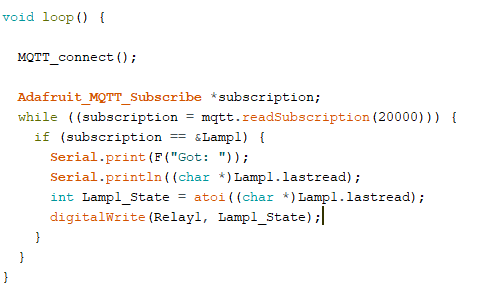 void loop() {
MQTT_connect();
Adafruit_MQTT_Subscribe *subscription;
while ((subscription = mqtt.readSubscription(20000))) {
if (subscription == &Lamp1) {
Serial.print(F("Got: "));
Serial.println((char *)Lamp1.lastread);
int Lamp1_State = atoi((char *)Lamp1.lastread);
digitalWrite(Relay1, Lamp1_State);
}
}
}